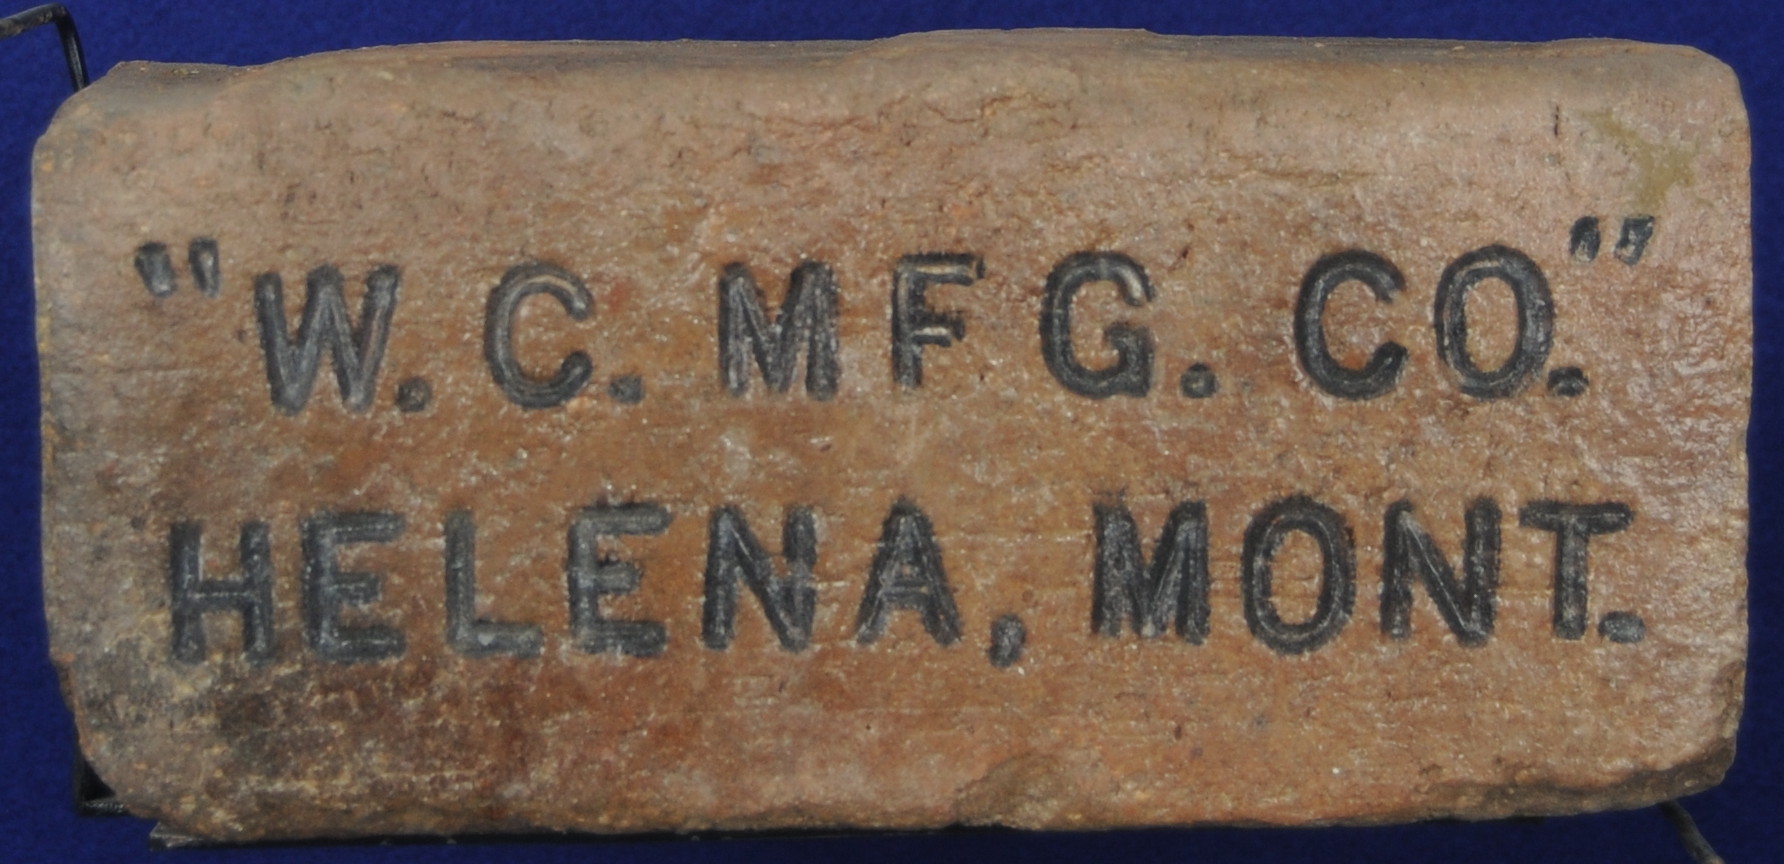 "W. C. MFG. CO."
HELENA, MONT.